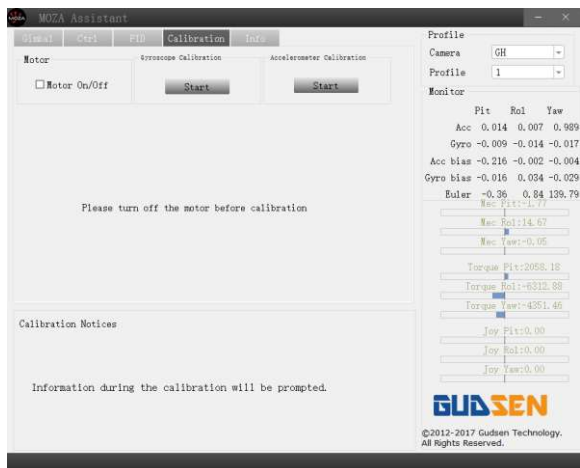 MOZA Assistant
Gimbal Ctrl PID Calibration Info
Motor
Motor On/Off
Gyroscope Calibration
Start
Accelerometer Calibration
Start
Please turn off the motor before calibration
Calibration Notices
Information during the calibration will be prompted.
Profile
Camera GH
Profile 1
Monitor
Pit Rol Yaw
Acc 0.014 0.007 0.989
Gyro -0.009 -0.014 -0.017
Acc bias -0.216 -0.002 -0.004
Gyro bias -0.016 0.034 -0.029
Euler -0.36 0.84 139.79
Mec Pit:-1.77
Mec Rol:14.67
Mec Yaw:-0.05
Torque Pit:2058.18
Torque Rol:-6312.88
Torque Yaw:-4351.46
Joy Pit:0.00
Joy Rol:0.00
Joy Yaw:0.00
GUDSEN
©2012-2017 Gudsen Technology.
All Rights Reserved.